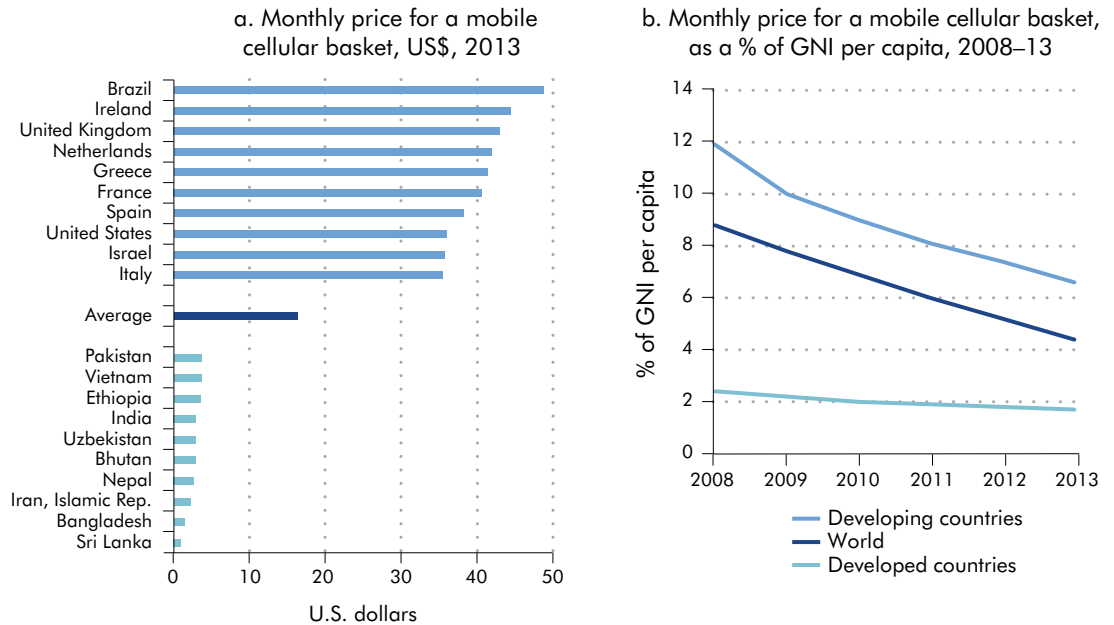 a. Monthly price for a mobile
cellular basket, US$, 2013
Brazil
Ireland
United Kingdom
Netherlands
Greece
France
Spain
United States
Israel
Italy
Average
Pakistan
Vietnam
Ethiopia
India
Uzbekistan
Bhutan
Nepal
Iran, Islamic Rep.
Bangladesh
Sri Lanka
0 10 20 30 40 50
U.S. dollars
b. Monthly price for a mobile cellular basket,
as a % of GNI per capita, 2008–13
% of GNI per capita
14
12
10
8
6
4
2
0
2008 2009 2010 2011 2012 2013
Developing countries
World
Developed countries